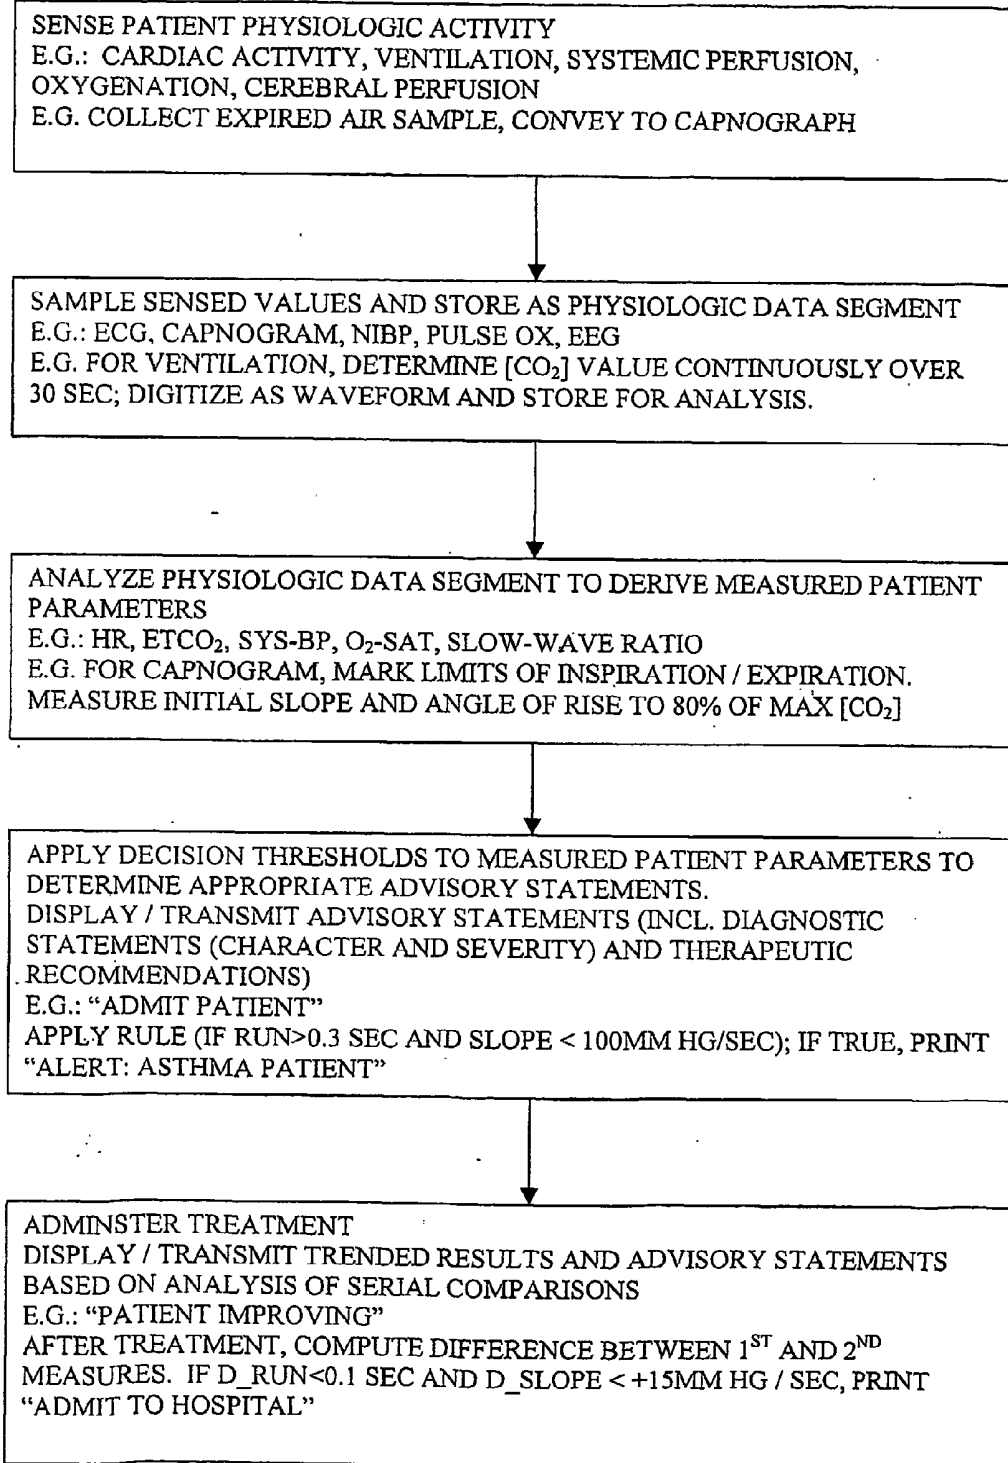 SENSE PATIENT PHYSIOLOGIC ACTIVITY
E.G.: CARDIAC ACTIVITY, VENTILATION, SYSTEMIC PERFUSION,
OXYGENATION, CEREBRAL PERFUSION
E.G. COLLECT EXPIRED AIR SAMPLE, CONVEY TO CAPNOGRAPH
SAMPLE SENSED VALUES AND STORE AS PHYSIOLOGIC DATA SEGMENT
E.G.: ECG, CAPNOGRAM, NIBP, PULSE OX, EEG
E.G. FOR VENTILATION, DETERMINE [CO₂] VALUE CONTINUOUSLY OVER
30 SEC; DIGITIZE AS WAVEFORM AND STORE FOR ANALYSIS.
ANALYZE PHYSIOLOGIC DATA SEGMENT TO DERIVE MEASURED PATIENT
PARAMETERS
E.G.: HR, ETCO₂, SYS-BP, O₂-SAT, SLOW-WAVE RATIO
E.G. FOR CAPNOGRAM, MARK LIMITS OF INSPIRATION / EXPIRATION.
MEASURE INITIAL SLOPE AND ANGLE OF RISE TO 80% OF MAX [CO₂]
APPLY DECISION THRESHOLDS TO MEASURED PATIENT PARAMETERS TO
DETERMINE APPROPRIATE ADVISORY STATEMENTS.
DISPLAY / TRANSMIT ADVISORY STATEMENTS (INCL. DIAGNOSTIC
STATEMENTS (CHARACTER AND SEVERITY) AND THERAPEUTIC
RECOMMENDATIONS)
E.G.: “ADMIT PATIENT”
APPLY RULE (IF RUN>0.3 SEC AND SLOPE < 100MM HG/SEC); IF TRUE, PRINT
“ALERT: ASTHMA PATIENT”
ADMINSTER TREATMENT
DISPLAY / TRANSMIT TRENDED RESULTS AND ADVISORY STATEMENTS
BASED ON ANALYSIS OF SERIAL COMPARISONS
E.G.: “PATIENT IMPROVING”
AFTER TREATMENT, COMPUTE DIFFERENCE BETWEEN 1ST AND 2ND
MEASURES. IF D_RUN<0.1 SEC AND D_SLOPE < +15MM HG / SEC, PRINT
“ADMIT TO HOSPITAL”